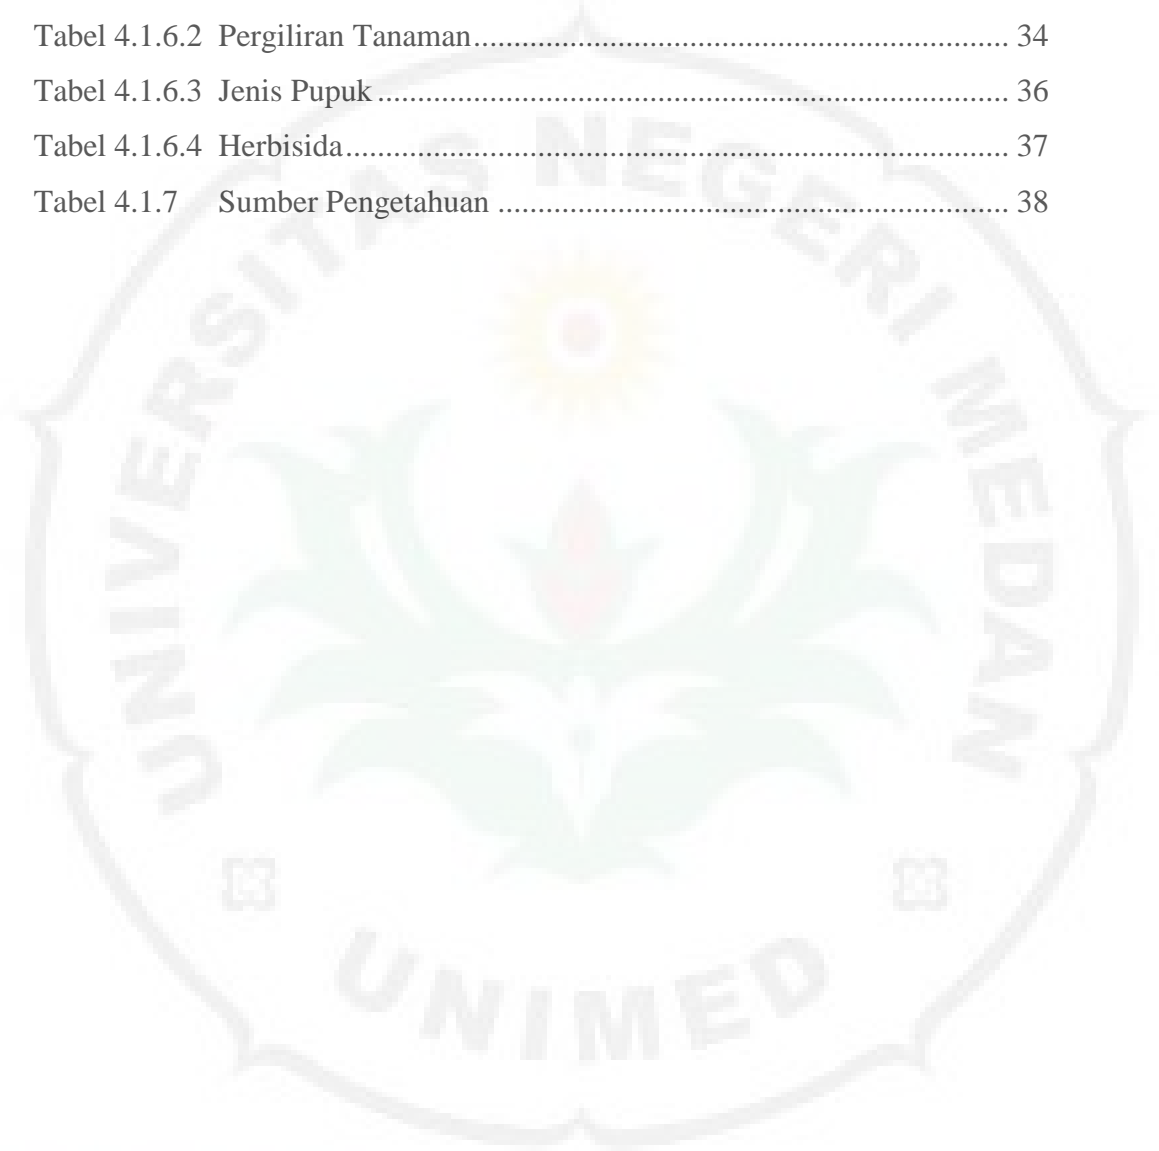 Tabel 4.1.6.2 Pergiliran Tanaman.................................................................... 34
Tabel 4.1.6.3 Jenis Pupuk................................................................................ 36
Tabel 4.1.6.4 Herbisida.................................................................................... 37
Tabel 4.1.7 Sumber Pengetahuan ................................................................. 38
UNIVERSITAS NEGERI MEDAN
UNIMED